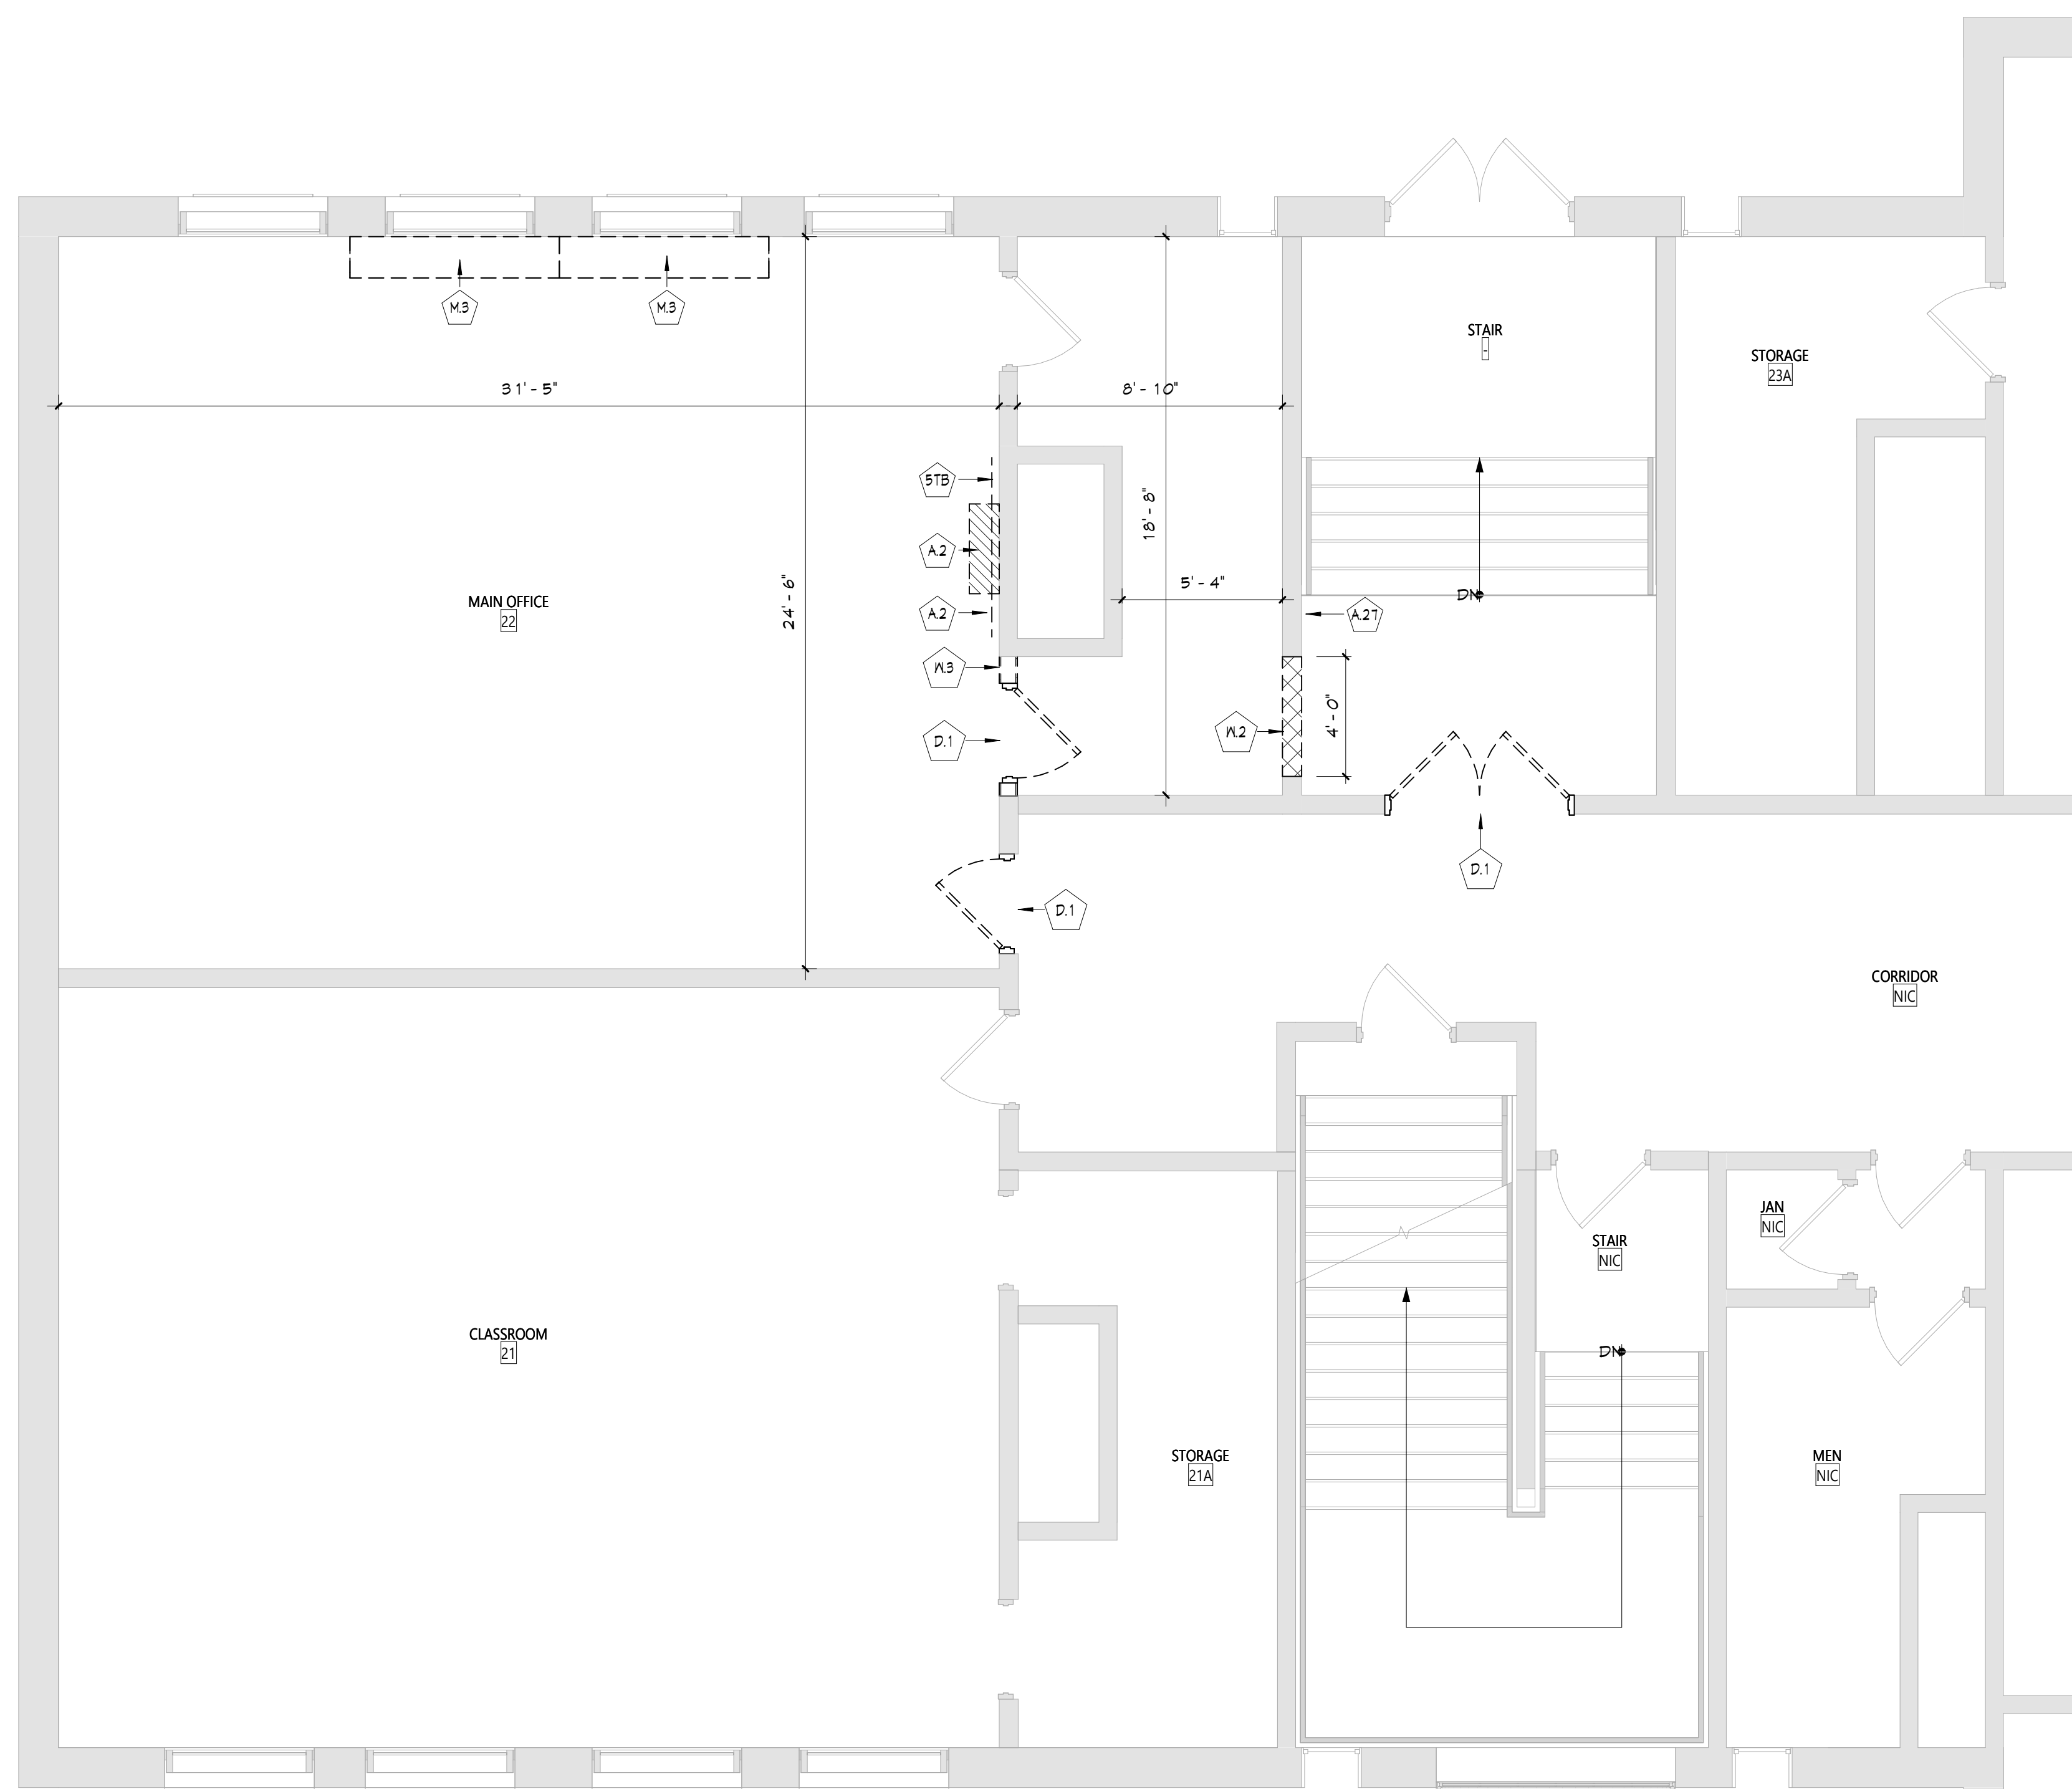 M.3
M.3
STAIR
-
STORAGE
23A
31' - 5"
8' - 10"
5TB
18' - 8"
A.2
5' - 4"
24' - 6"
MAIN OFFICE
22
DN
A.2
A.27
W.3
4' - 0"
W.2
D.1
D.1
D.1
CORRIDOR
NIC
JAN
NIC
STAIR
NIC
CLASSROOM
21
DN
STORAGE
21A
MEN
NIC